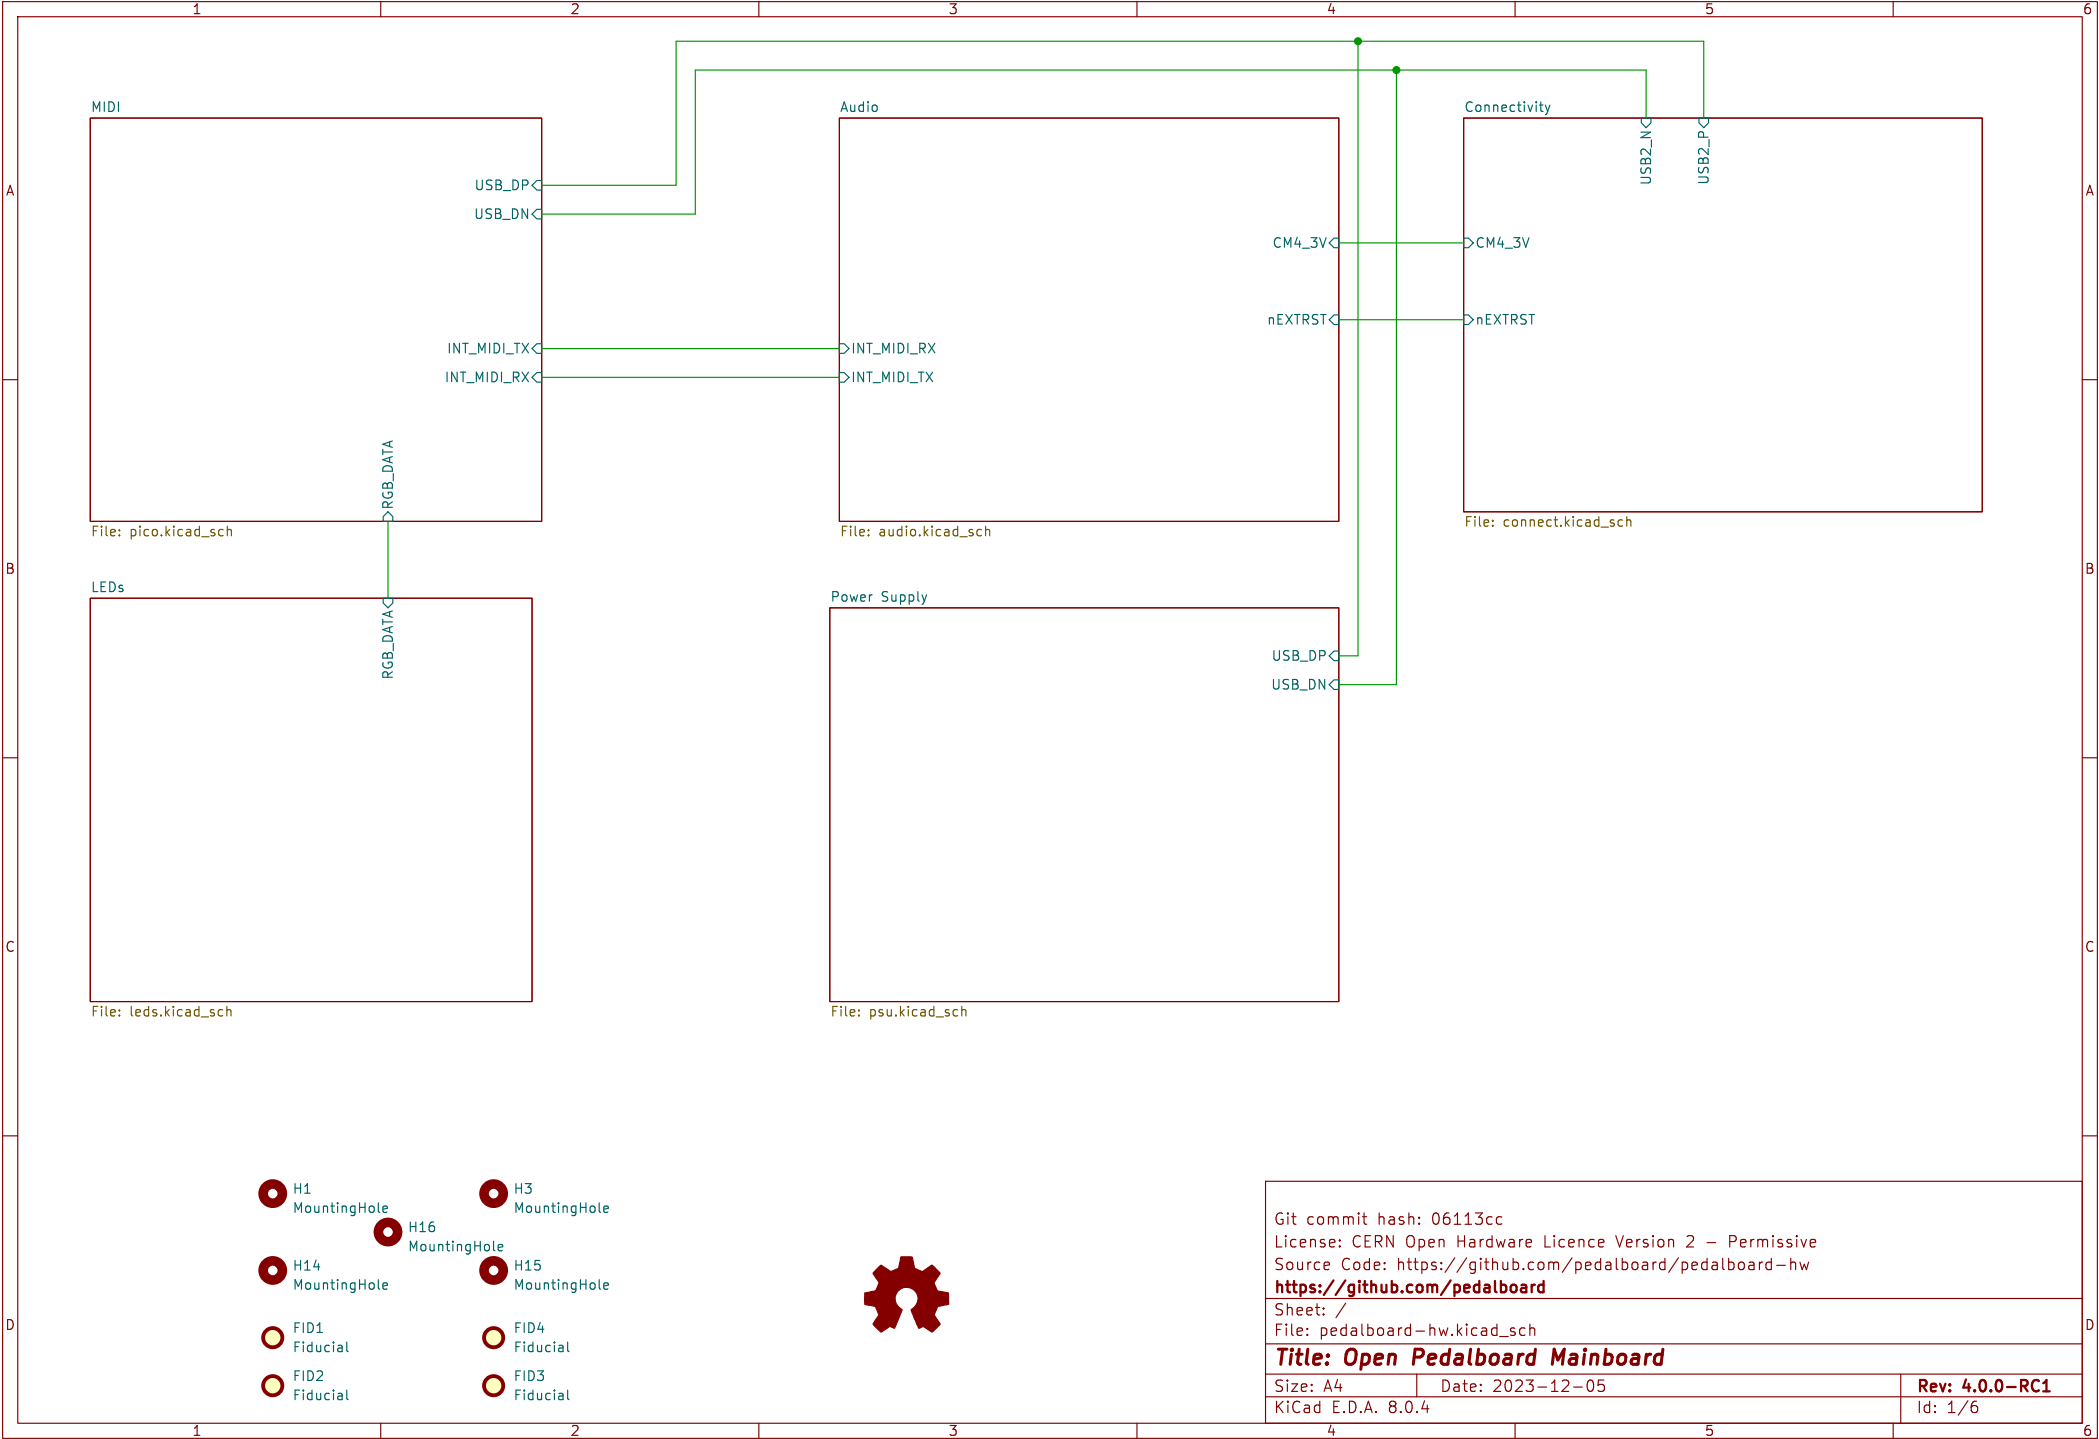 1 2 3 4 5 6
A
B
C
D
A
B
C
D
MIDI
USB_DP
USB_DN
INT_MIDI_TX
INT_MIDI_RX
RGB_DATA
File: pico.kicad_sch
Audio
CM4_3V
nEXTRST
INT_MIDI_RX
INT_MIDI_TX
File: audio.kicad_sch
Connectivity
USB2_N
USB2_P
CM4_3V
nEXTRST
File: connect.kicad_sch
LEDs
RGB_DATA
File: leds.kicad_sch
Power Supply
USB_DP
USB_DN
File: psu.kicad_sch
H1
MountingHole
H3
MountingHole
H16
MountingHole
H14
MountingHole
H15
MountingHole
FID1
Fiducial
FID4
Fiducial
FID2
Fiducial
FID3
Fiducial
Git commit hash: 06113cc
License: CERN Open Hardware Licence Version 2 - Permissive
Source Code: https://github.com/pedalboard/pedalboard-hw
https://github.com/pedalboard
Sheet: /
File: pedalboard-hw.kicad_sch
Title: Open Pedalboard Mainboard
Size: A4 Date: 2023-12-05 Rev: 4.0.0-RC1
KiCad E.D.A. 8.0.4 Id: 1/6
1 2 3 4 5 6